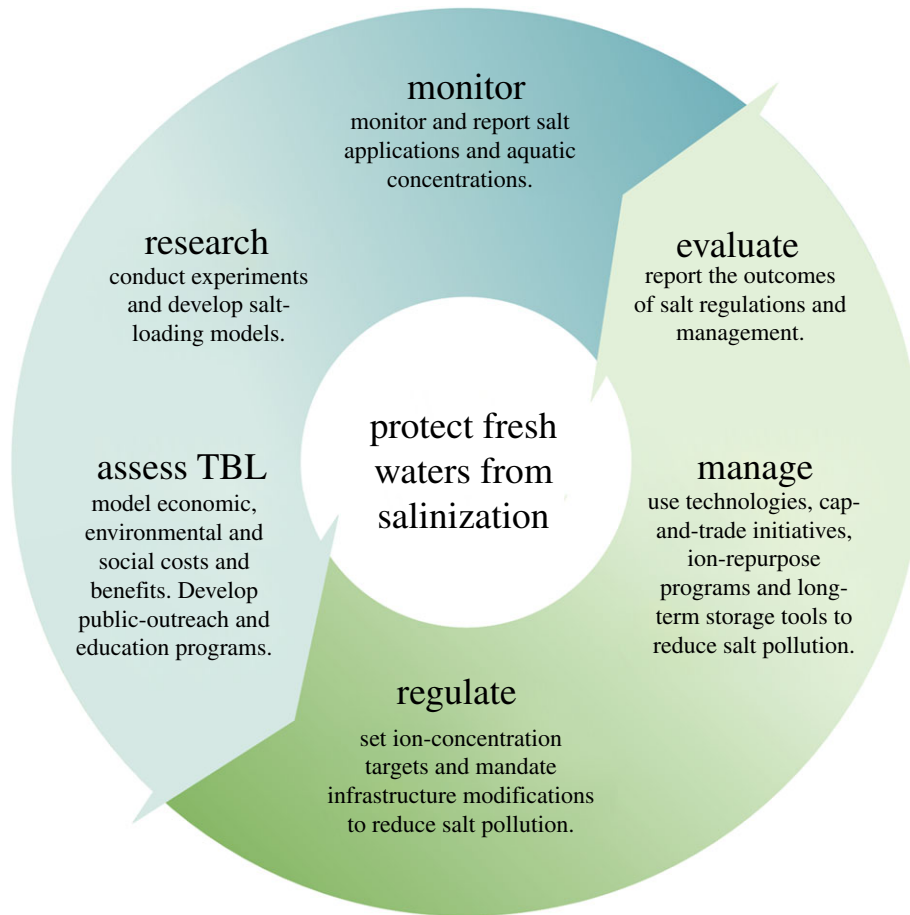 monitor
monitor and report salt
applications and aquatic
concentrations.
research
conduct experiments
and develop salt-
loading models.
evaluate
report the outcomes
of salt regulations and
management.
protect fresh
waters from
salinization
assess TBL
model economic,
environmental and
social costs and
benefits. Develop
public-outreach and
education programs.
manage
use technologies, cap-
and-trade initiatives,
ion-repurpose
programs and long-
term storage tools to
reduce salt pollution.
regulate
set ion-concentration
targets and mandate
infrastructure modifications
to reduce salt pollution.